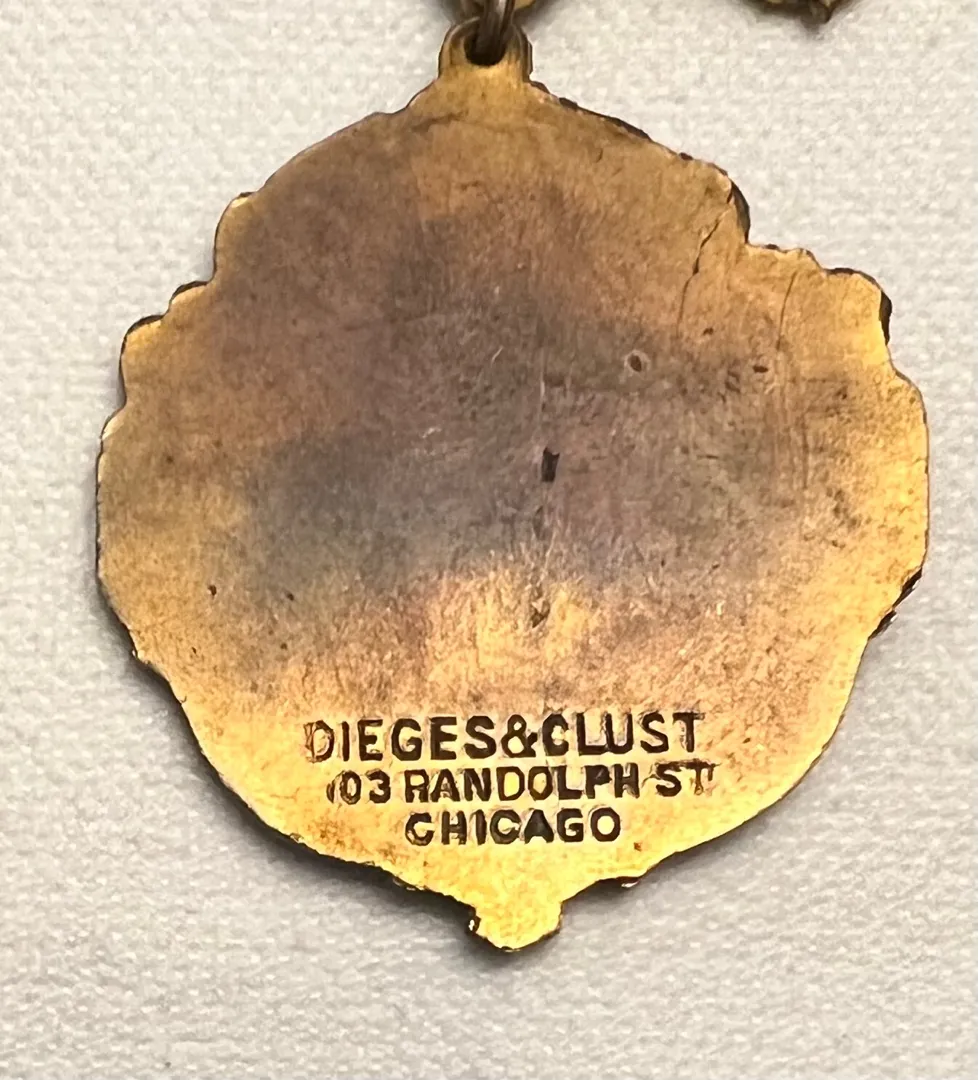 DIEGES&CLUST
103 RANDOLPH ST
CHICAGO